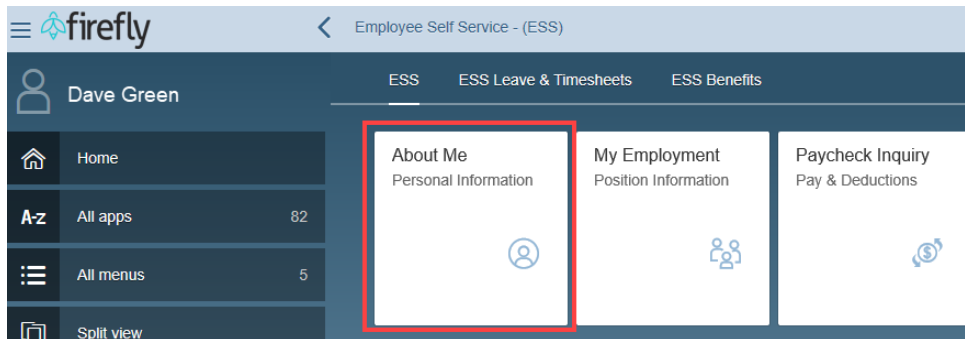 firefly
Employee Self Service - (ESS)
Dave Green
ESS ESS Leave & Timesheets ESS Benefits
Home
A-Z All apps 82
All menus 5
Split view
About Me
Personal Information
My Employment
Position Information
Paycheck Inquiry
Pay & Deductions
$